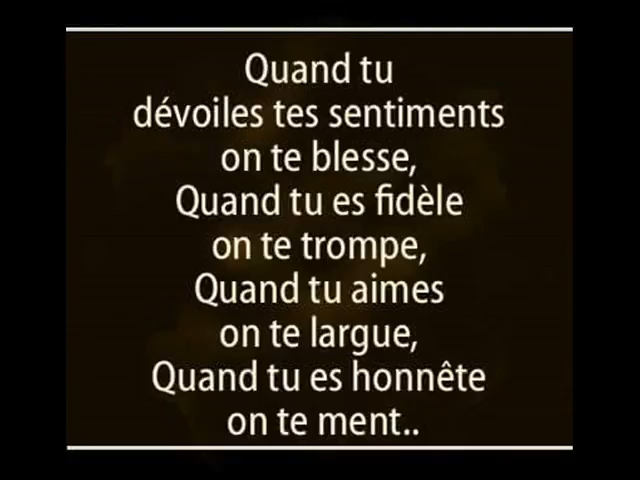 Quand tu
dévoiles tes sentiments
on te blesse,
Quand tu es fidèle
on te trompe,
Quand tu aimes
on te largue,
Quand tu es honnête
on te ment..